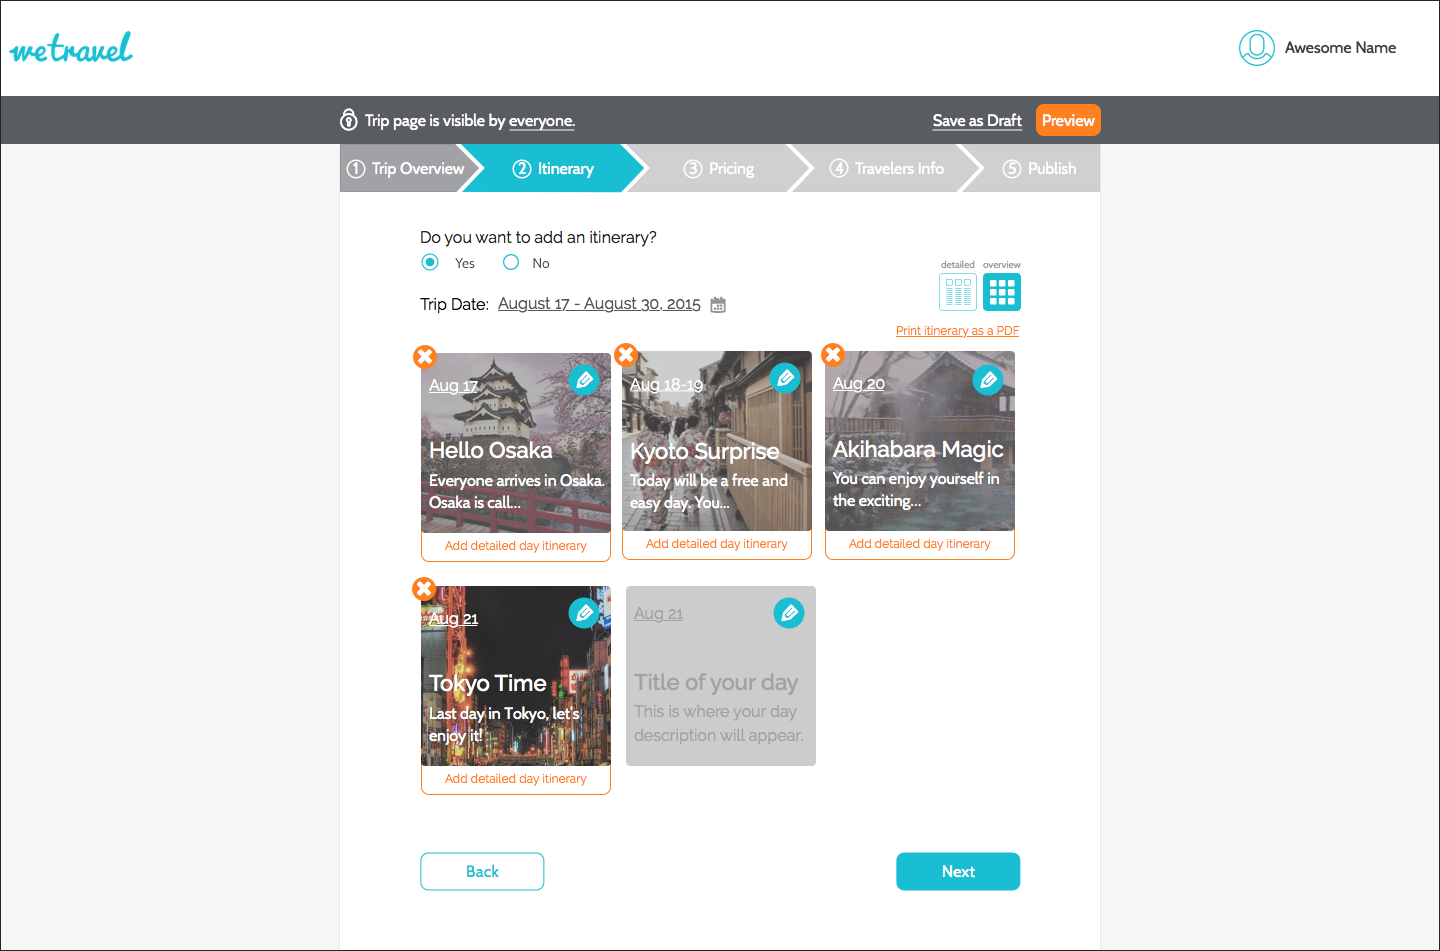 wetravel
Awesome Name
Trip page is visible by everyone.
Save as Draft
Preview
1 Trip Overview
2 Itinerary
3 Pricing
4 Travelers Info
5 Publish
Do you want to add an itinerary?
Yes
No
detailed
overview
Trip Date: August 17 - August 30, 2015
Print itinerary as a PDF
Aug 17
Hello Osaka
Everyone arrives in Osaka.
Osaka is call...
Add detailed day itinerary
Aug 18-19
Kyoto Surprise
Today will be a free and
easy day. You...
Add detailed day itinerary
Aug 20
Akihabara Magic
You can enjoy yourself in
the exciting...
Add detailed day itinerary
Aug 21
Tokyo Time
Last day in Tokyo, let's
enjoy it!
Add detailed day itinerary
Aug 21
Title of your day
This is where your day
description will appear.
Back
Next